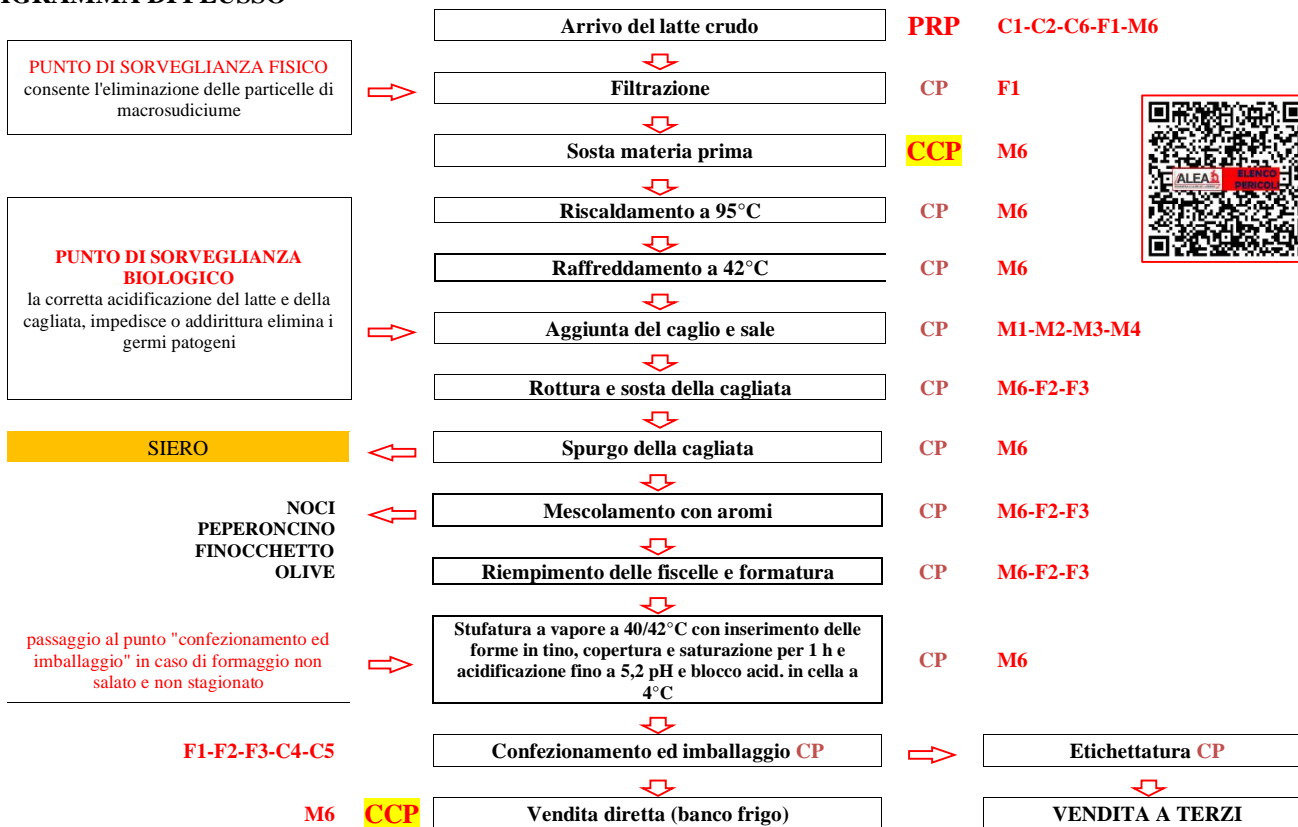 AGRAMMA DI FLUSSO
Arrivo del latte crudo
PRP
C1-C2-C6-F1-M6
PUNTO DI SORVEGLIANZA FISICO
consente l'eliminazione delle particelle di
macrosudiciume
Filtrazione
CP
F1
Sosta materia prima
CCP
M6
ALEA
ELENCO
PERICOLI
Riscaldamento a 95°C
CP
M6
PUNTO DI SORVEGLIANZA
BIOLOGICO
la corretta acidificazione del latte e della
cagliata, impedisce o addirittura elimina i
germi patogeni
Raffreddamento a 42°C
CP
M6
Aggiunta del caglio e sale
CP
M1-M2-M3-M4
Rottura e sosta della cagliata
CP
M6-F2-F3
SIERO
Spurgo della cagliata
CP
M6
NOCI
PEPERONCINO
FINOCCHETTO
OLIVE
Mescolamento con aromi
CP
M6-F2-F3
Riempimento delle fiscelle e formatura
CP
M6-F2-F3
passaggio al punto "confezionamento ed
imballaggio" in caso di formaggio non
salato e non stagionato
Stufatura a vapore a 40/42°C con inserimento delle
forme in tino, copertura e saturazione per 1 h e
acidificazione fino a 5,2 pH e blocco acid. in cella a
4°C
CP
M6
F1-F2-F3-C4-C5
Confezionamento ed imballaggio CP
Etichettatura CP
M6
CCP
Vendita diretta (banco frigo)
VENDITA A TERZI